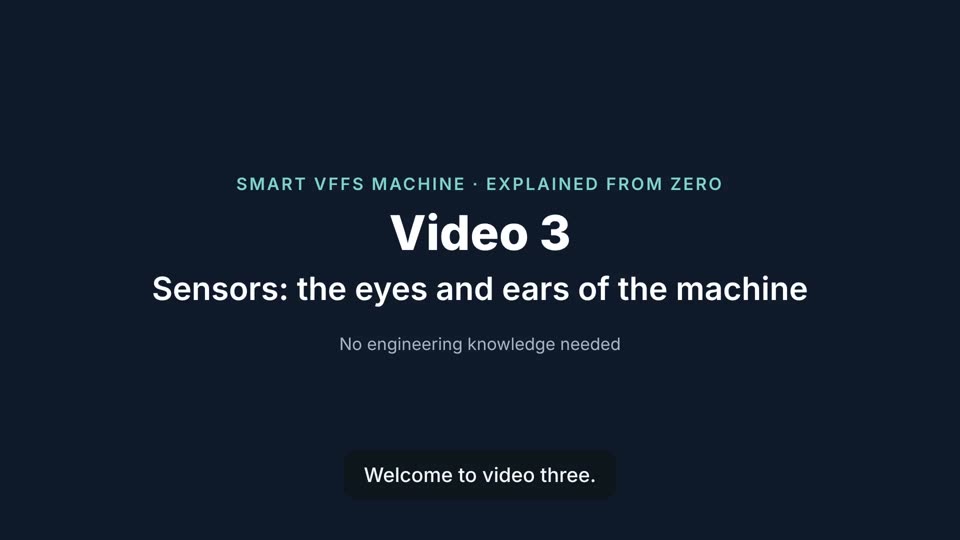 SMART VFFS MACHINE · EXPLAINED FROM ZERO
Video 3
Sensors: the eyes and ears of the machine
No engineering knowledge needed
Welcome to video three.